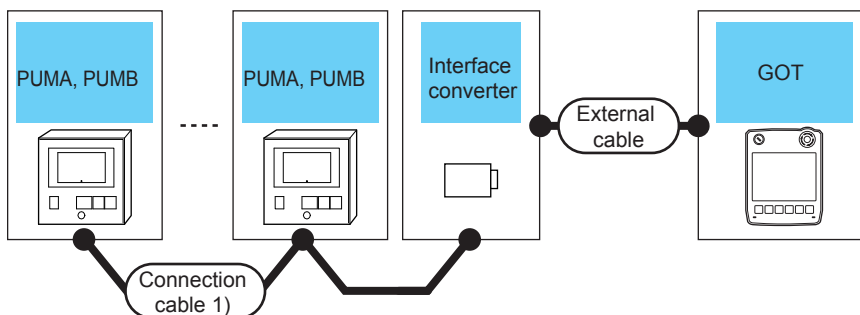 PUMA, PUMB
PUMA, PUMB
Interface
converter
GOT
External
cable
Connection
cable 1)